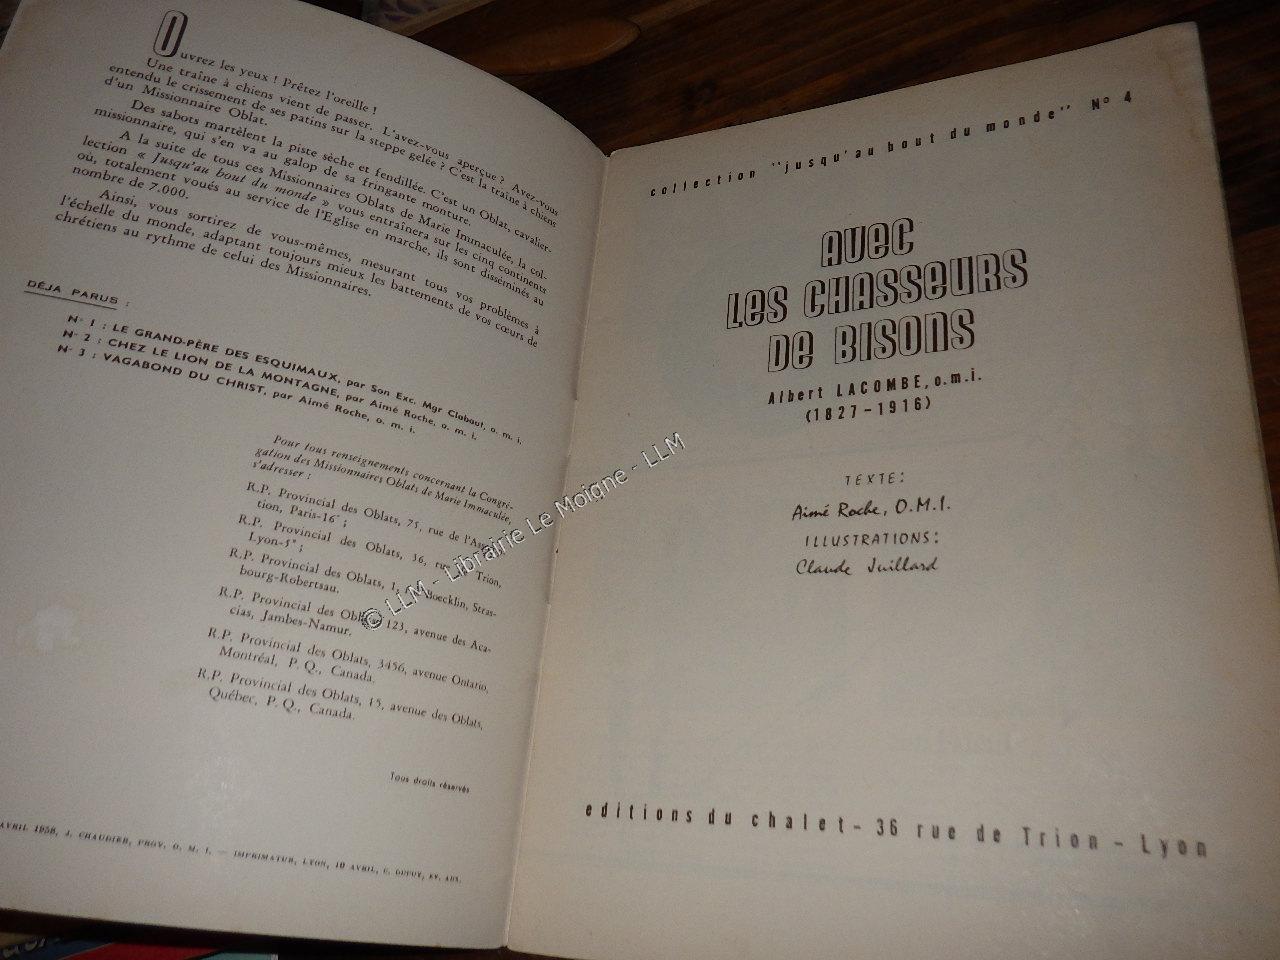 Ouvrez les yeux ! Prêtez l'oreille !
Une traîne à chiens vient de passer. L'avez-vous aperçue ? Avez-vous
entendu le crissement de ses patins sur la steppe gelée ? C'est la traîne à chiens
d'un Missionnaire Oblat.
Des sabots martèlent la piste sèche et fendillée. C'est un Oblat, cavalier-
missionnaire, qui s'en va au galop de sa fringante monture.
A la suite de tous ces Missionnaires Oblats de Marie Immaculée, la col-
lection « Jusqu'au bout du monde » vous entraînera sur les cinq continents
où, totalement voués au service de l'Eglise en marche, ils sont disséminés au
nombre de 7.000.
Ainsi, vous sortirez de vous-mêmes, mesurant tous vos problèmes à
l'échelle du monde, adaptant toujours mieux les battements de vos cœurs de
chrétiens au rythme de celui des Missionnaires.
DÉJA PARUS :
N° 1 : LE GRAND-PÈRE DES ESQUIMAUX, par Son Exc. Mgr Clabaut, o. m. i.
N° 2 : CHEZ LE LION DE LA MONTAGNE, par Aimé Roche, o. m. i.
N° 3 : VAGABOND DU CHRIST, par Aimé Roche, o. m. i.
Pour tous renseignements concernant la Congré-
gation des Missionnaires Oblats de Marie Immaculée,
s'adresser :
R.P. Provincial des Oblats, 75, rue de l'Assomp-
tion, Paris-16e ;
R.P. Provincial des Oblats, 36, rue de Trion,
Lyon-5e ;
R.P. Provincial des Oblats, 1, Boecklin, Stras-
bourg-Robertsau.
R.P. Provincial des Oblats, 123, avenue des Aca-
cias, Jambes-Namur.
R.P. Provincial des Oblats, 3456, avenue Ontario,
Montréal, P. Q., Canada.
R.P. Provincial des Oblats, 15, avenue des Oblats,
Québec, P. Q., Canada.
Tous droits réservés
AVRIL 1958, J. CHAUDIER, PROV. O. M. I. — IMPRIMATUR, LYON, 10 AVRIL, C. DUPUY, EV. AUX.
collection "jusqu'au bout du monde" N° 4
AVEC
LES CHASSEURS
DE BISONS
Albert LACOMBE, o.m.i.
(1827-1916)
TEXTE :
Aimé Roche, O.M.I.
ILLUSTRATIONS :
Claude Juillard
editions du chalet - 36 rue de Trion - Lyon
© LLM - Librairie Le Moigne - LLM